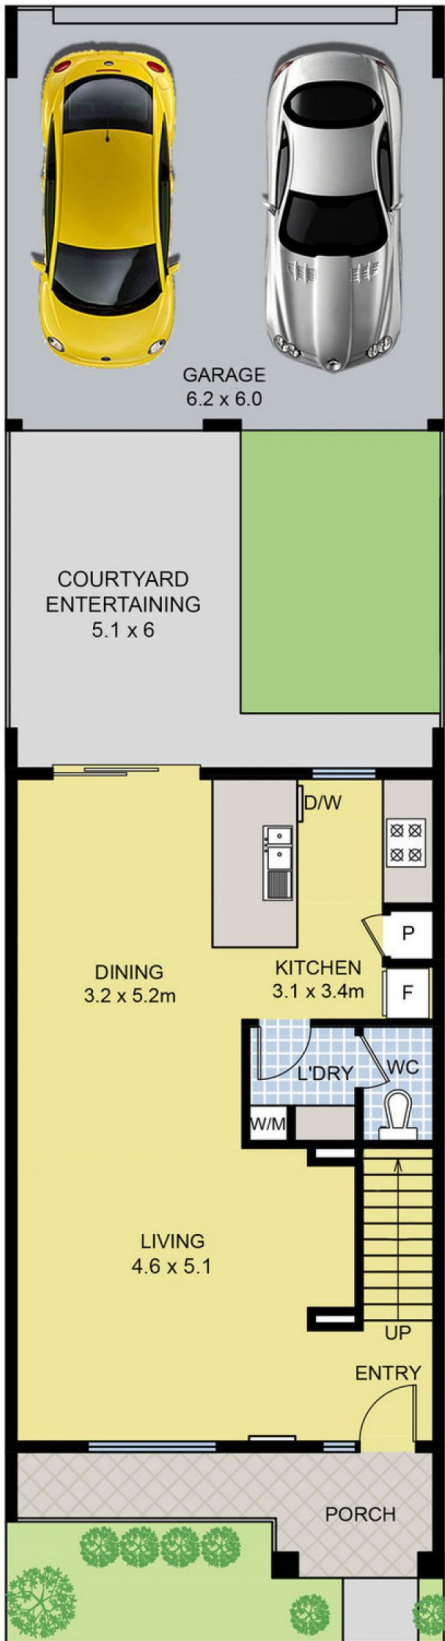 GARAGE
6.2 x 6.0
COURTYARD
ENTERTAINING
5.1 x 6
D/W
P
DINING
3.2 x 5.2m
KITCHEN
3.1 x 3.4m
F
L'DRY
WC
W/M
LIVING
4.6 x 5.1
UP
ENTRY
PORCH